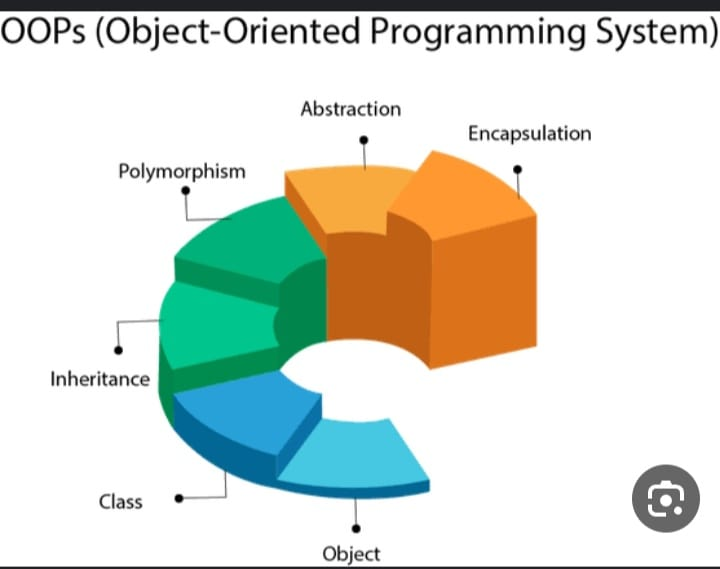 OOPs (Object-Oriented Programming System)
Abstraction
Encapsulation
Polymorphism
Inheritance
Class
Object